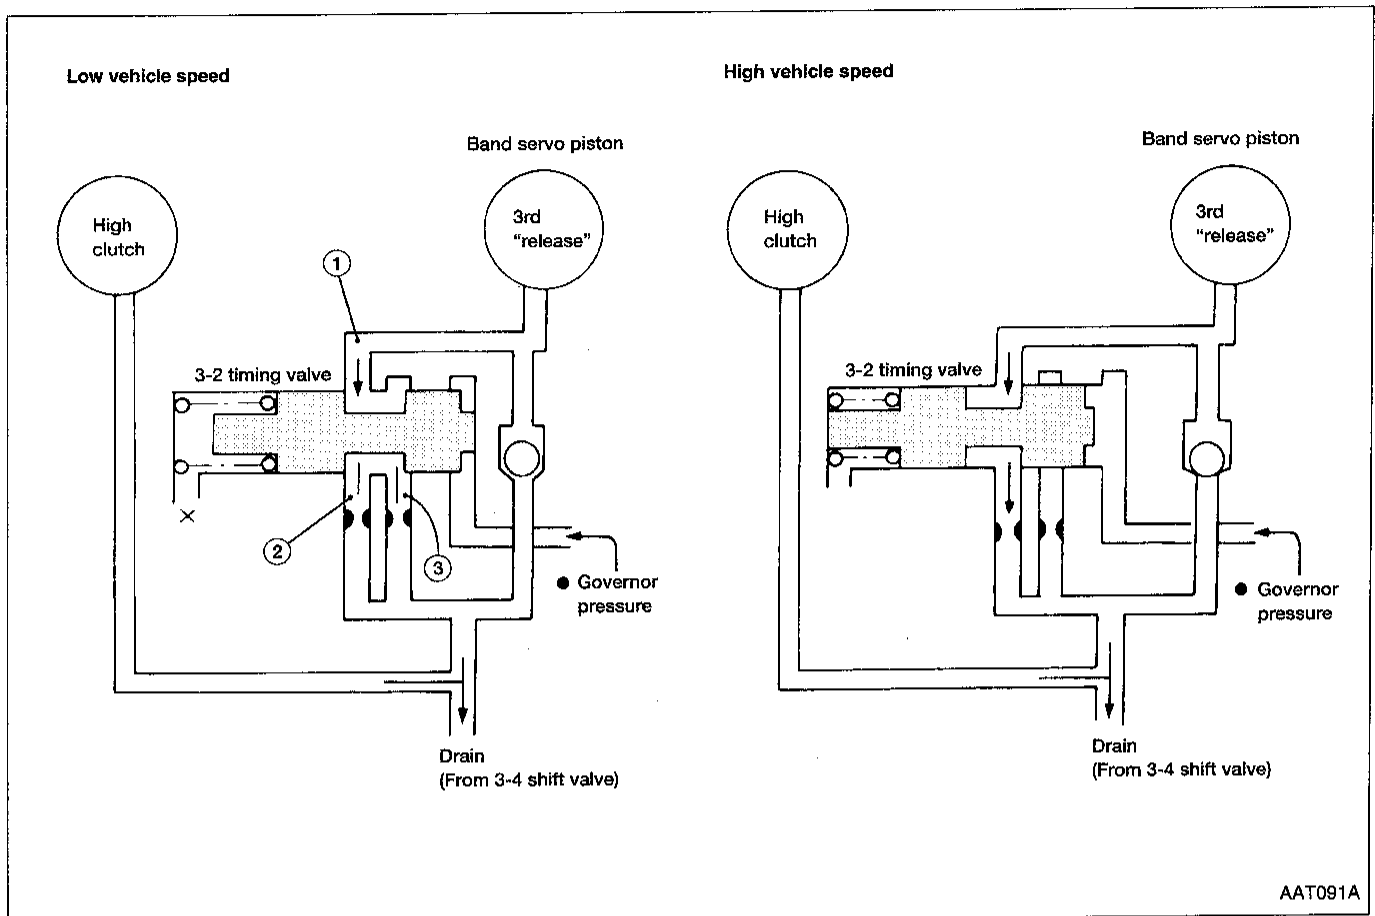 Low vehicle speed
High clutch
Band servo piston
3rd
“release”
1
3-2 timing valve
2
3
Governor
pressure
Drain
(From 3-4 shift valve)
High vehicle speed
High
clutch
Band servo piston
3rd
“release”
3-2 timing valve
Governor
pressure
Drain
(From 3-4 shift valve)
AAT091A